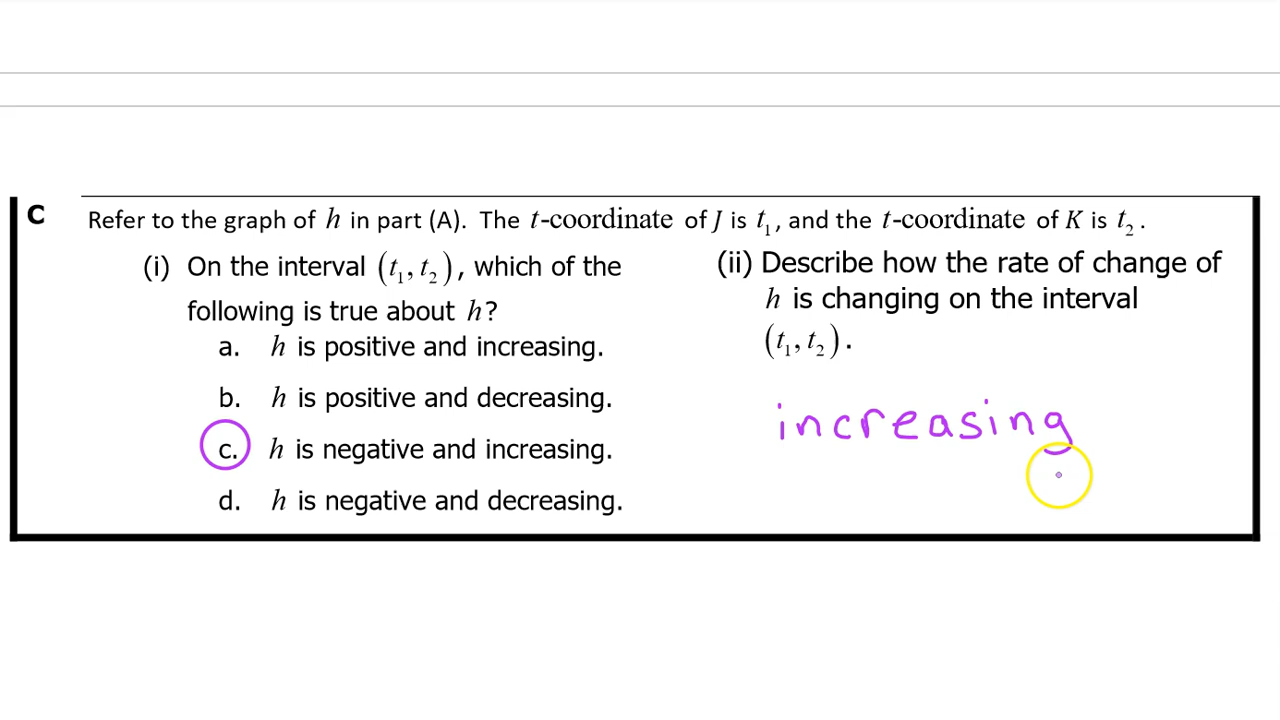 C Refer to the graph of h in part (A). The t-coordinate of J is t₁, and the t-coordinate of K is t₂.
(i) On the interval (t₁, t₂), which of the
following is true about h?
a. h is positive and increasing.
b. h is positive and decreasing.
c. h is negative and increasing.
d. h is negative and decreasing.
(ii) Describe how the rate of change of
h is changing on the interval
(t₁, t₂).
increasing